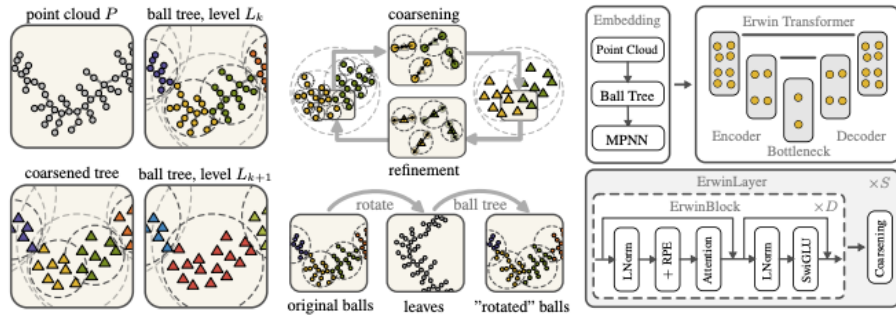 point cloud P
ball tree, level L_k
coarsened tree
ball tree, level L_{k+1}
coarsening
refinement
rotate
ball tree
original balls
leaves
"rotated" balls
Embedding
Point Cloud
Ball Tree
MPNN
Erwin Transformer
Encoder
Decoder
Bottleneck
ErwinLayer
×S
ErwinBlock
×D
LNorm
+ RPE
Attention
LNorm
SwiGLU
Coarsening